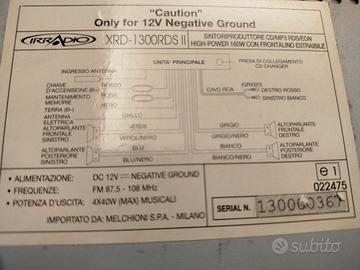 "Caution"
Only for 12V Negative Ground
IRRADIO
XRD-1300RDS II
SINTORIPRODUTTORE CD/MP3 RDS/EON
HIGH-POWER 160W CON FRONTALINO ESTRAIBILE
INGRESSO ANTENNA
UNITA' PRINCIPALE
PRESA DI COLLEGAMENTO
CD CHANGER
CHIAVE
D'ACCENSIONE (B+)
ROSSO
MANTENIMENTO
MEMORIA
ROSA
TERRA (B-)
NERO
ANTENNA
ELETTRICA
GIALLO
ALTOPARLANTE
FRONTALE
SINISTRO
VERDE
VERDE/NERO
ALTOPARLANTE
POSTERIORE
SINISTRO
BLU
BLU/NERO
CAVO RCA
GRIGIO
DESTRO ROSSO
SINISTRO BIANCO
GRIGIO/NERO
GRIGIO
ALTOPARLANTE
FRONTALE
DESTRO
BIANCO/NERO
BIANCO
ALTOPARLANTE
POSTERIORE
DESTRO
• ALIMENTAZIONE: DC 12V NEGATIVE GROUND
• FREQUENZE: FM 87.5 - 108 MHz
• POTENZA D'USCITA: 4X40W (MAX) MUSICALI
IMPORTATO DA: MELCHIONI S.P.A. - MILANO
e1
022475
SERIAL N.
subito